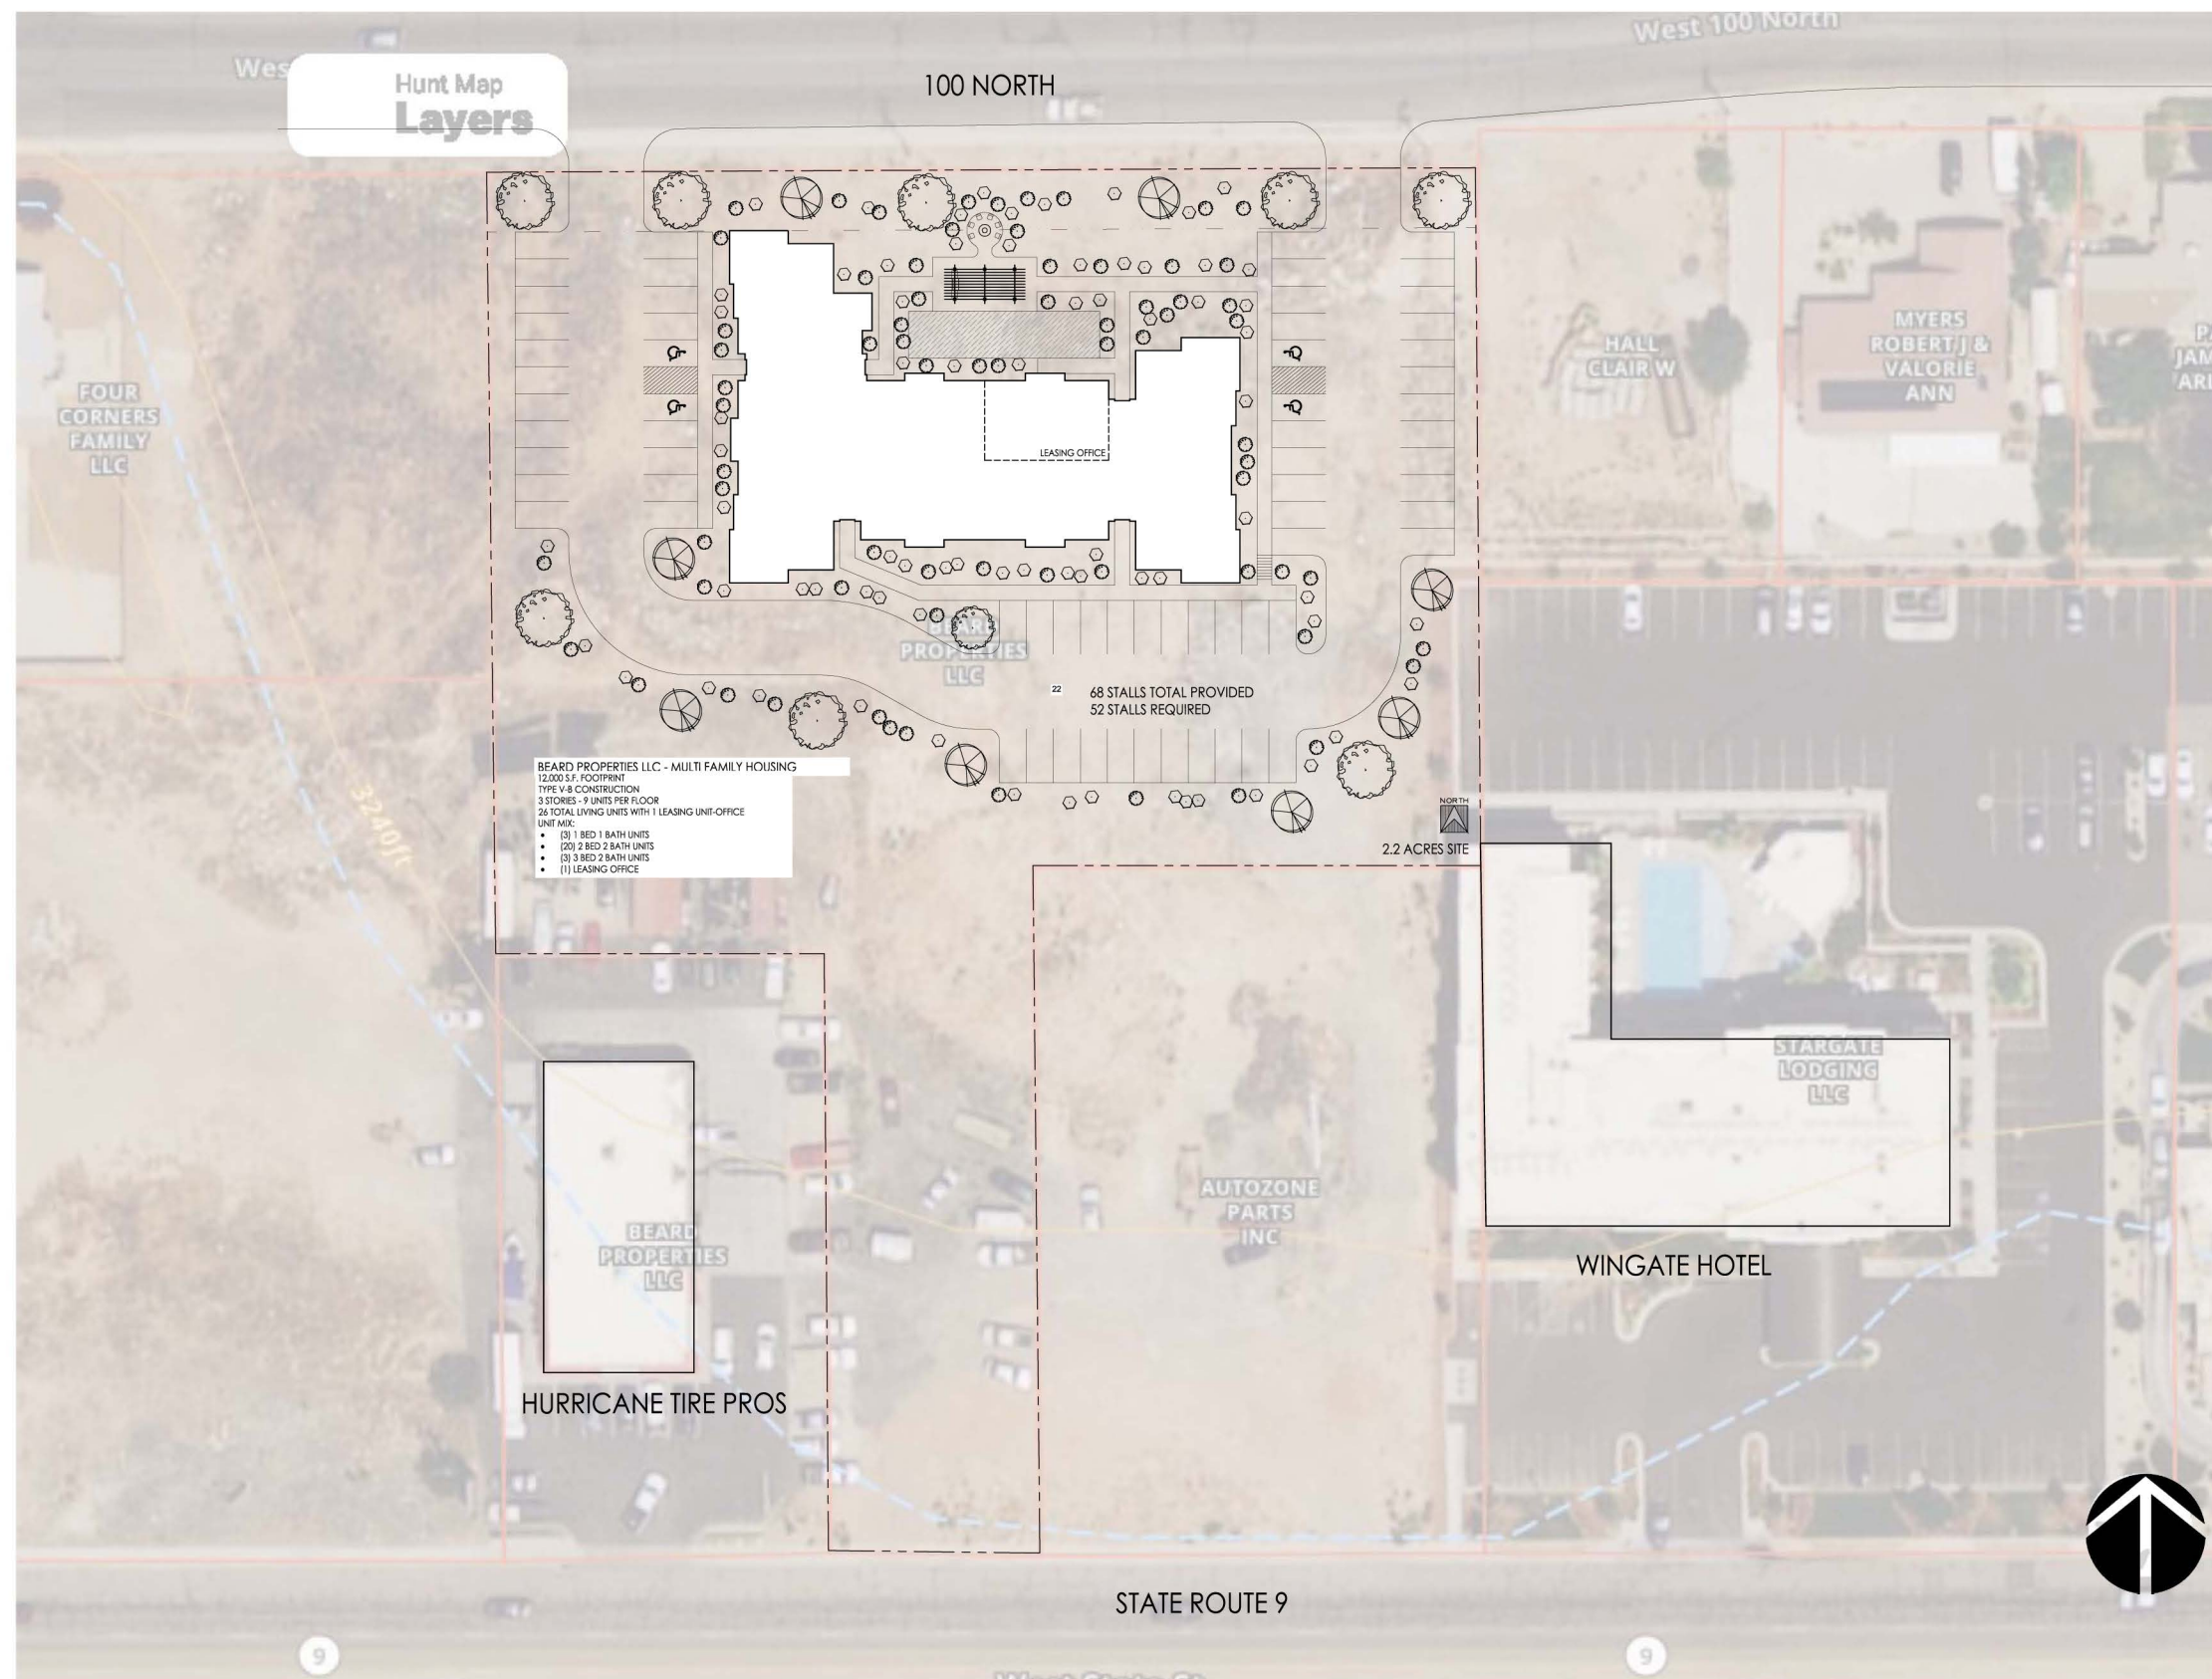 West 100 North
Wes
Hunt Map
Layers
100 NORTH
FOUR
CORNERS
FAMILY
LLC
HALL
CLAIR W
MYERS
ROBERT J &
VALORIE
ANN
LEASING OFFICE
BEARD
PROPERTIES
LLC
22
68 STALLS TOTAL PROVIDED
52 STALLS REQUIRED
BEARD PROPERTIES LLC - MULTI FAMILY HOUSING
12,000 S.F. FOOTPRINT
TYPE V-B CONSTRUCTION
3 STORIES - 9 UNITS PER FLOOR
26 TOTAL LIVING UNITS WITH 1 LEASING UNIT-OFFICE
UNIT MIX:
• (3) 1 BED 1 BATH UNITS
• (20) 2 BED 2 BATH UNITS
• (3) 3 BED 2 BATH UNITS
• (1) LEASING OFFICE
3240ft
NORTH
2.2 ACRES SITE
STARGATE
LODGING
LLC
AUTOZONE
PARTS
INC
BEARD
PROPERTIES
LLC
WINGATE HOTEL
HURRICANE TIRE PROS
STATE ROUTE 9
9
9